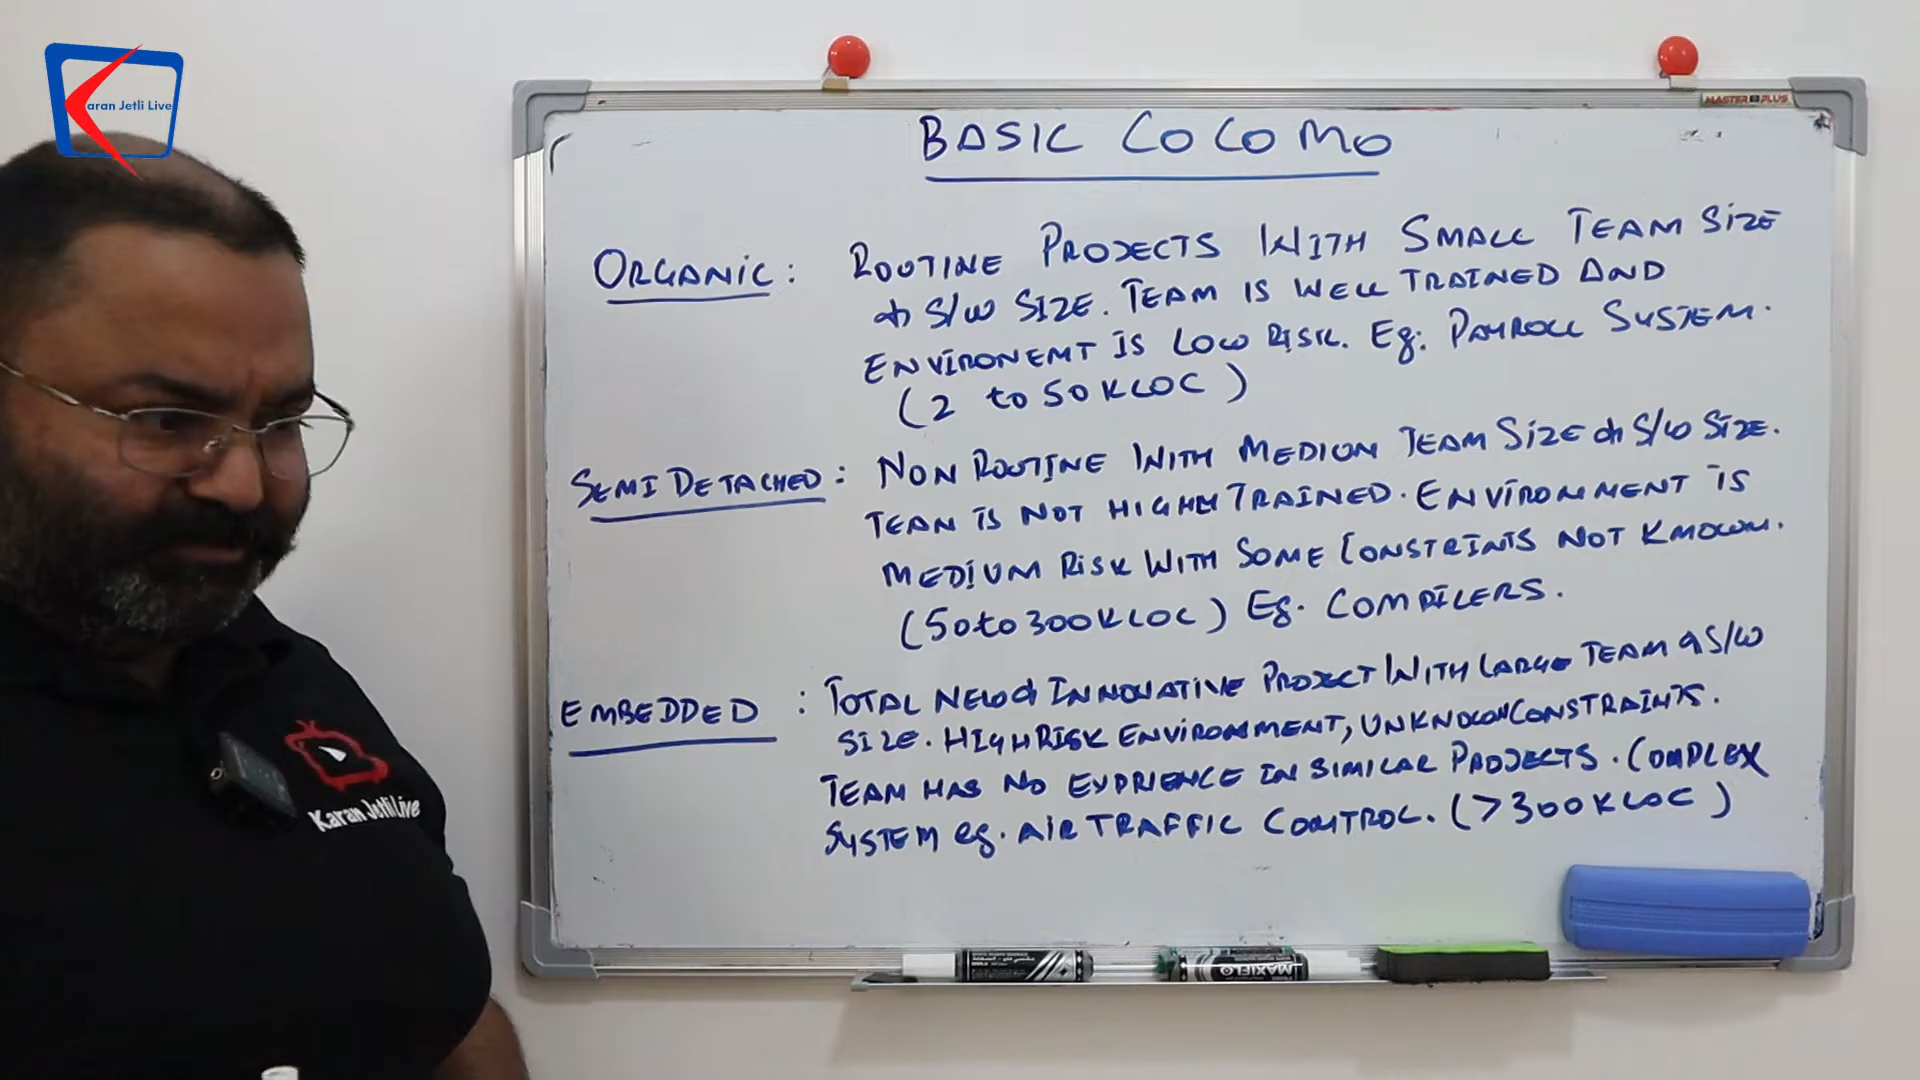 Karan Jetli Live
MASTER PLUS
BASIC COCOMO
ORGANIC: ROUTINE PROJECTS WITH SMALL TEAM SIZE
& S/W SIZE. TEAM IS WELL TRAINED AND
ENVIRONEMT IS LOW RISK. Eg: PAYROLL SYSTEM.
(2 to 50 KLOC)
SEMI DETACHED: NON ROUTINE WITH MEDIUM TEAM SIZE & S/W SIZE.
TEAM IS NOT HIGHLY TRAINED. ENVIRONMENT IS
MEDIUM RISK WITH SOME CONSTRINTS NOT KNOWN.
(50 to 300 KLOC) Eg. COMPILERS.
EMBEDDED: TOTAL NEW & INNOVATIVE PROJECT WITH LARGE TEAM & S/W
SIZE. HIGH RISK ENVIRONMENT, UNKNOWN CONSTRAINTS.
TEAM HAS NO EXPRIENCE IN SIMILAR PROJECTS. COMPLEX
SYSTEM eg. AIR TRAFFIC CONTROL. (>300 KLOC)
Karan Jetli Live
MAXIFLO